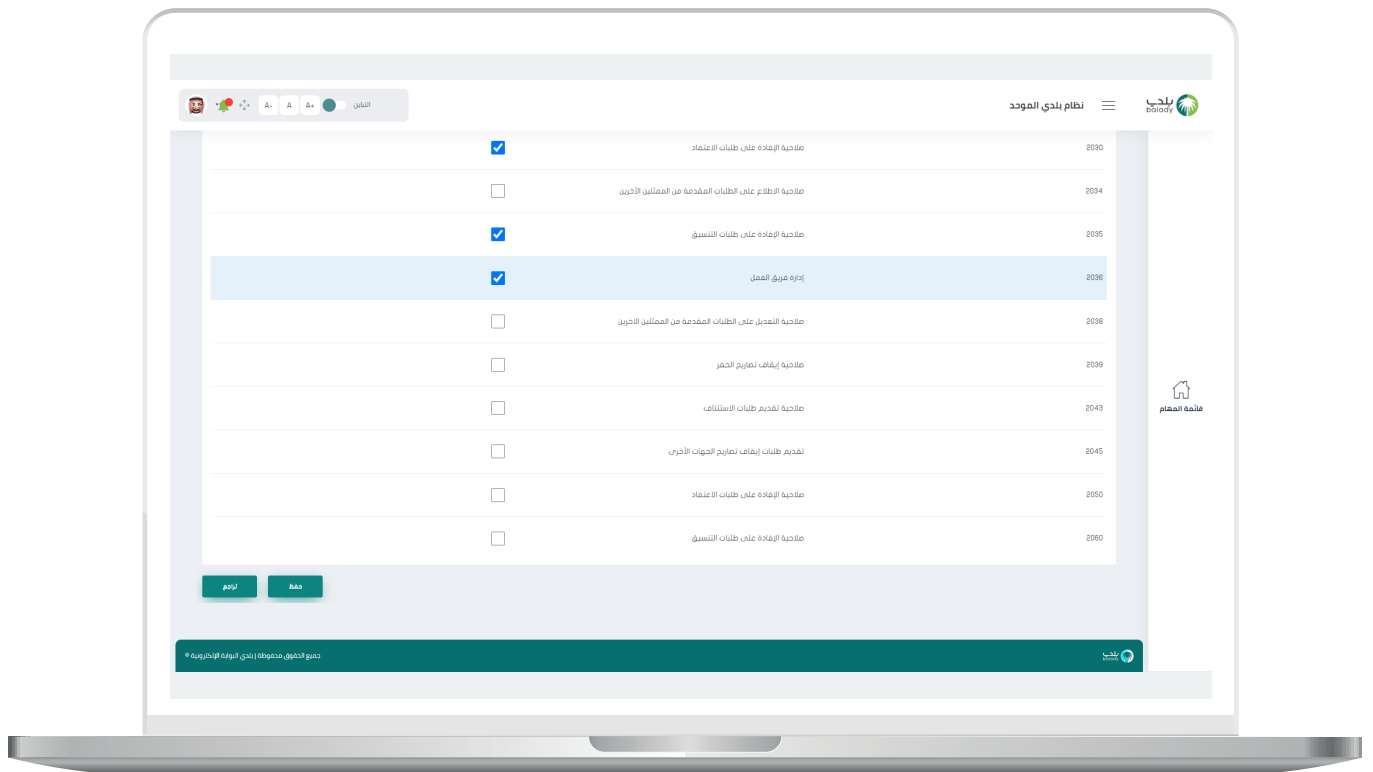 بلدي
balady
نظام بلدي الموحد
التباين
A+
A
A-
2030 صلاحية الإفادة على طلبات الاعتماد
2034 صلاحية الاطلاع على الطلبات المقدمة من الممثلين الآخرين
2035 صلاحية الإفادة على طلبات التنسيق
2036 إدارة فريق العمل
2038 صلاحية التعديل على الطلبات المقدمة من الممثلين الاخرين
2039 صلاحية إيقاف تصاريح الحفر
2043 صلاحية تقديم طلبات الاستئناف
2045 تقديم طلبات إيقاف تصاريح الجهات الأخرى
2050 صلاحية الإفادة على طلبات الاعتماد
2060 صلاحية الإفادة على طلبات التنسيق
قائمة المهام
حفظ
تراجع
بلدي
balady
جميع الحقوق محفوظة | بلدي البوابة الإلكترونية ©